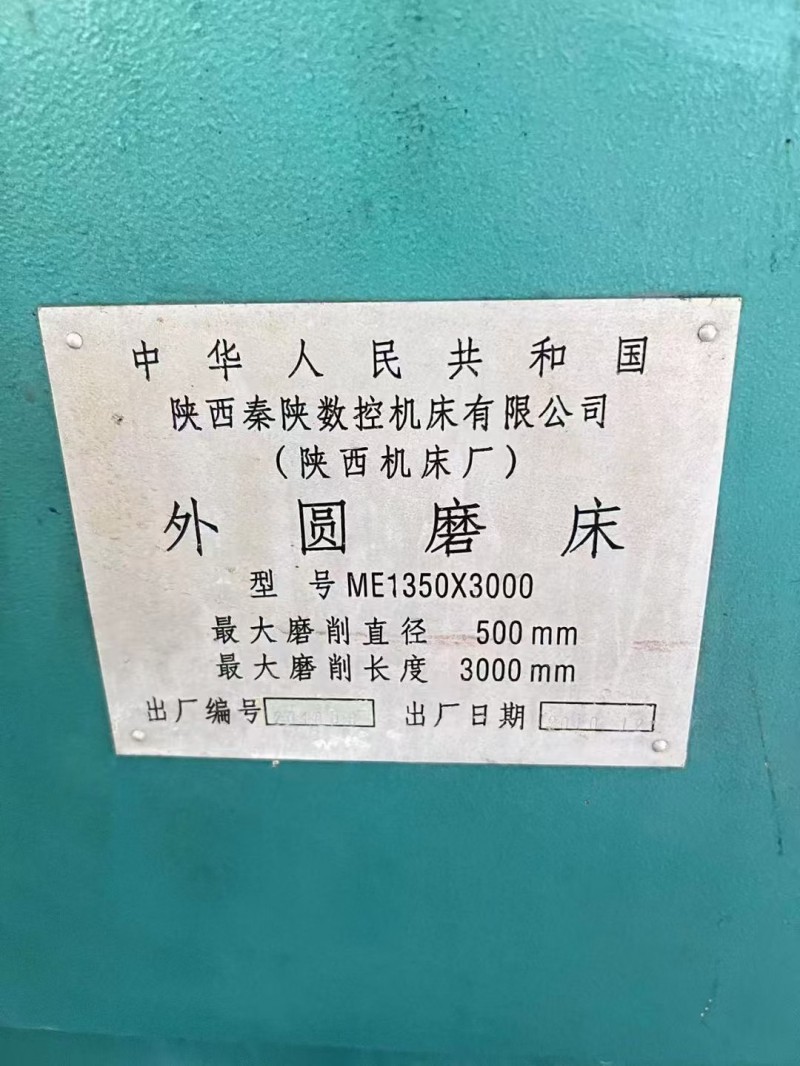 中华人民共和国
陕西秦陕数控机床有限公司
（陕西机床厂）
外圆磨床
型号 ME1350X3000
最大磨削直径 500mm
最大磨削长度 3000mm
出厂编号 出厂日期